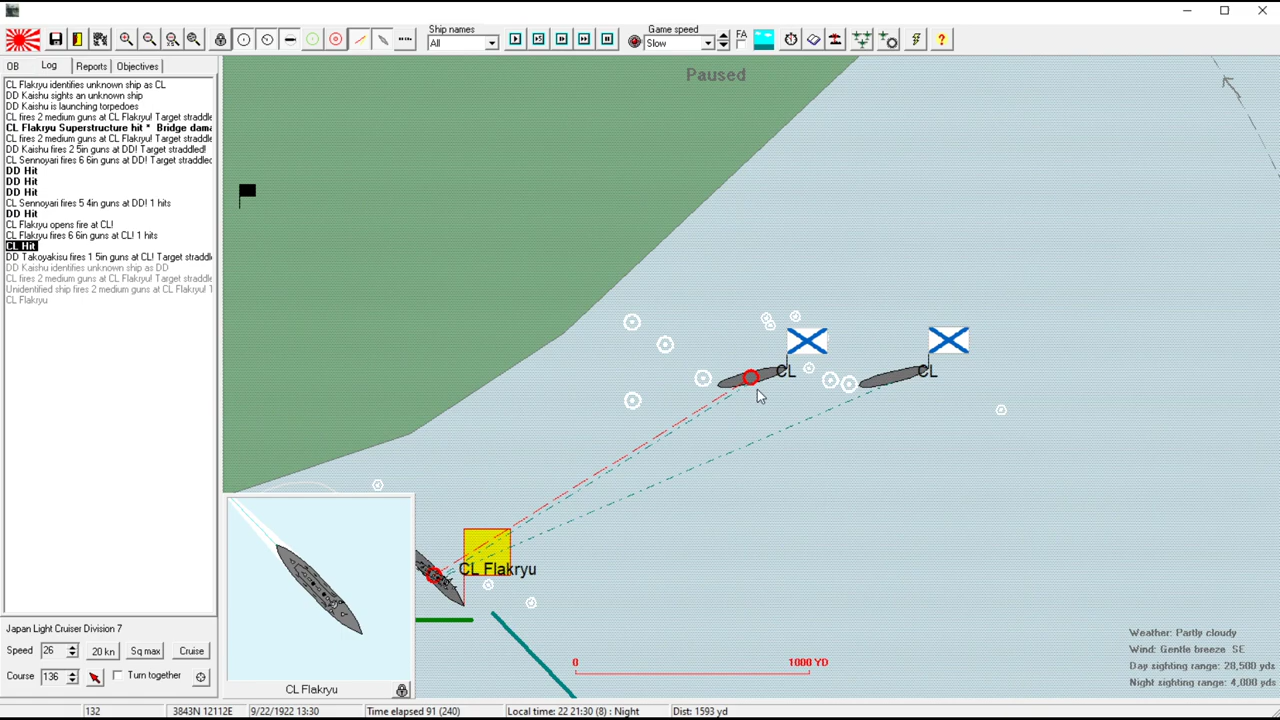 Ship names
Game speed
All
Slow
FA
OB Log Reports Objectives
CL Flakryu identifies unknown ship as CL
DD Kaishu sights an unknown ship
DD Kaishu is launching torpedoes
CL fires 2 medium guns at CL Flakryu! Target straddle
CL Flakryu Superstructure hit * Bridge dama
CL fires 2 medium guns at CL Flakryu! Target straddle
DD Kaishu fires 2 5in guns at DD! Target straddled!
CL Sennoyari fires 6 6in guns at DD! Target straddled
DD Hit
DD Hit
DD Hit
CL Sennoyari fires 5 4in guns at DD! 1 hits
DD Hit
CL Flakryu opens fire at CL!
CL Flakryu fires 6 6in guns at CL! 1 hits
CL Hit
DD Takoyakisu fires 1 5in guns at CL! Target straddl
DD Kaishu identifies unknown ship as DD
CL fires 2 medium guns at CL Flakryu! Target straddle
Unidentified ship fires 2 medium guns at CL Flakryu! 1
CL Flakryu
Paused
CL
CL
CL Flakryu
0
1000 YD
CL Flakryu
Weather: Partly cloudy
Wind: Gentle breeze SE
Day sighting range: 28,500 yds
Night sighting range: 4,000 yds
Japan Light Cruiser Division 7
Speed 26 20 kn Sq max Cruise
Course 136 Turn together
132
3843N 12112E
9/22/1922 13:30
Time elapsed 91 (240)
Local time: 22 21:30 (8) : Night
Dist: 1593 yd